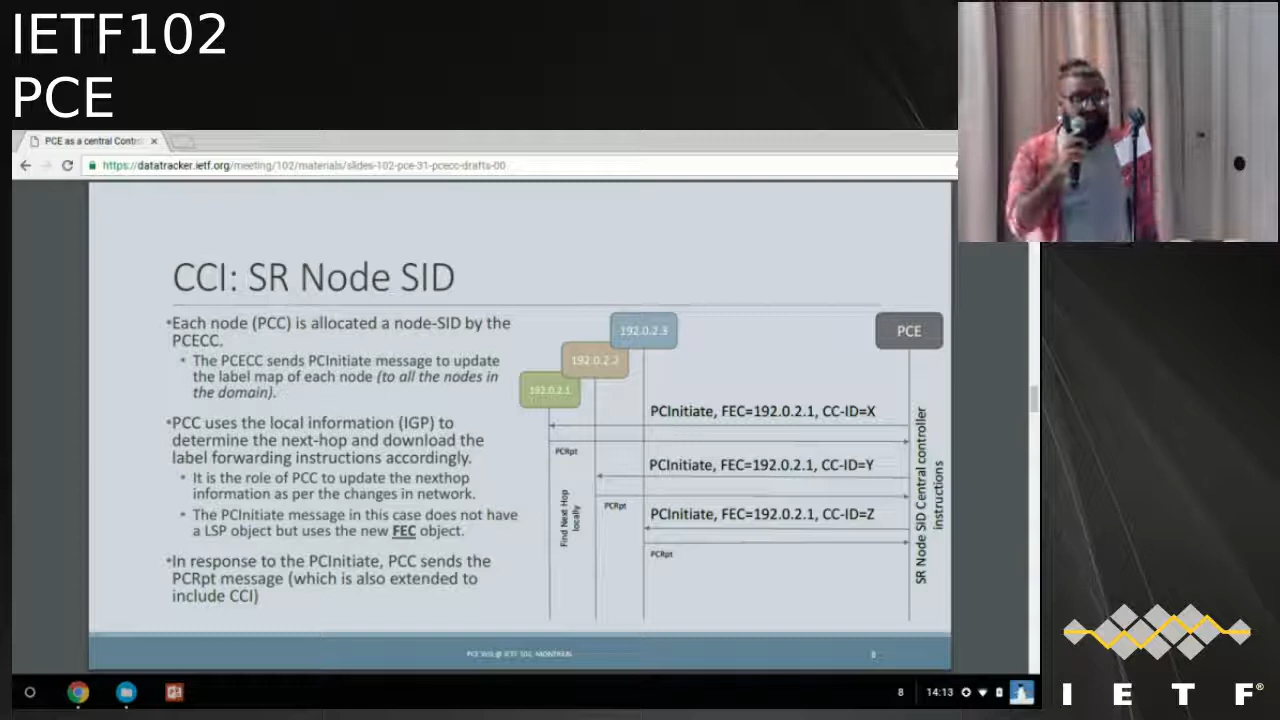 IETF102
PCE
PCE as a central Contro
https://datatracker.ietf.org/meeting/102/materials/slides-102-pce-31-pcecc-drafts-00
CCI: SR Node SID
•Each node (PCC) is allocated a node-SID by the
PCECC.
• The PCECC sends PCInitiate message to update
the label map of each node (to all the nodes in
the domain).
•PCC uses the local information (IGP) to
determine the next-hop and download the
label forwarding instructions accordingly.
• It is the role of PCC to update the nexthop
information as per the changes in network.
• The PCInitiate message in this case does not have
a LSP object but uses the new FEC object.
•In response to the PCInitiate, PCC sends the
PCRpt message (which is also extended to
include CCI)
192.0.2.3
192.0.2.2
192.0.2.1
PCE
PCInitiate, FEC=192.0.2.1, CC-ID=X
PCRpt
PCInitiate, FEC=192.0.2.1, CC-ID=Y
PCRpt
PCInitiate, FEC=192.0.2.1, CC-ID=Z
PCRpt
Find Next Hop
locally
SR Node SID Central controller
instructions
PCE WG @ IETF 102, MONTREAL
8
14:13
I E T F®